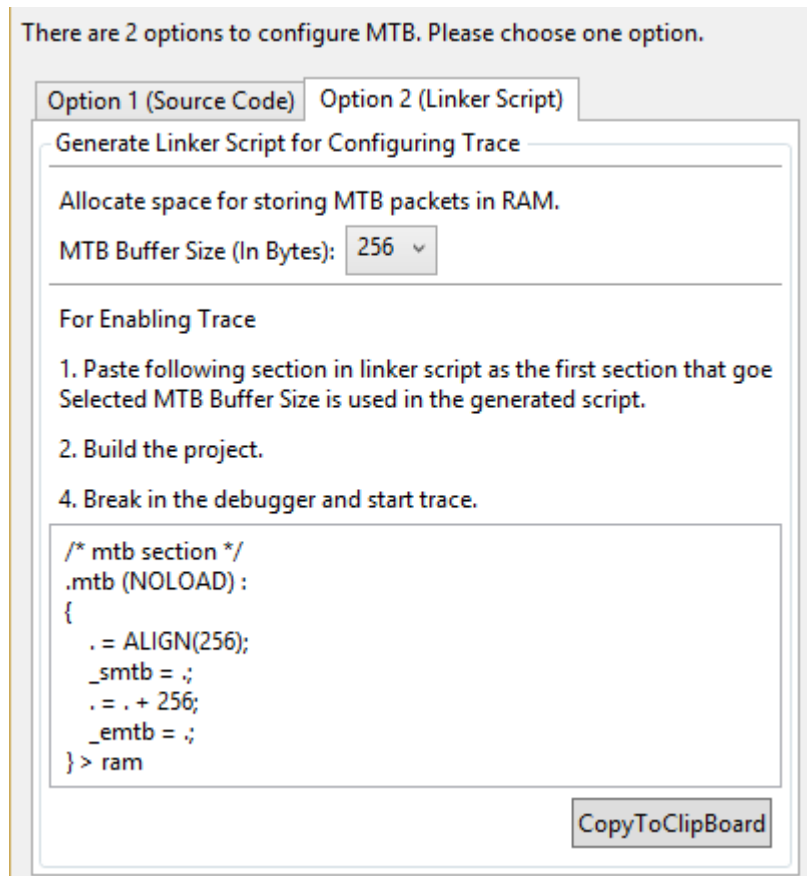 There are 2 options to configure MTB. Please choose one option.
Option 1 (Source Code) Option 2 (Linker Script)
Generate Linker Script for Configuring Trace
Allocate space for storing MTB packets in RAM.
MTB Buffer Size (In Bytes): 256
For Enabling Trace
1. Paste following section in linker script as the first section that goe
Selected MTB Buffer Size is used in the generated script.
2. Build the project.
4. Break in the debugger and start trace.
/* mtb section */
.mtb (NOLOAD) :
{
. = ALIGN(256);
_smtb = .;
. = . + 256;
_emtb = .;
} > ram
CopyToClipBoard